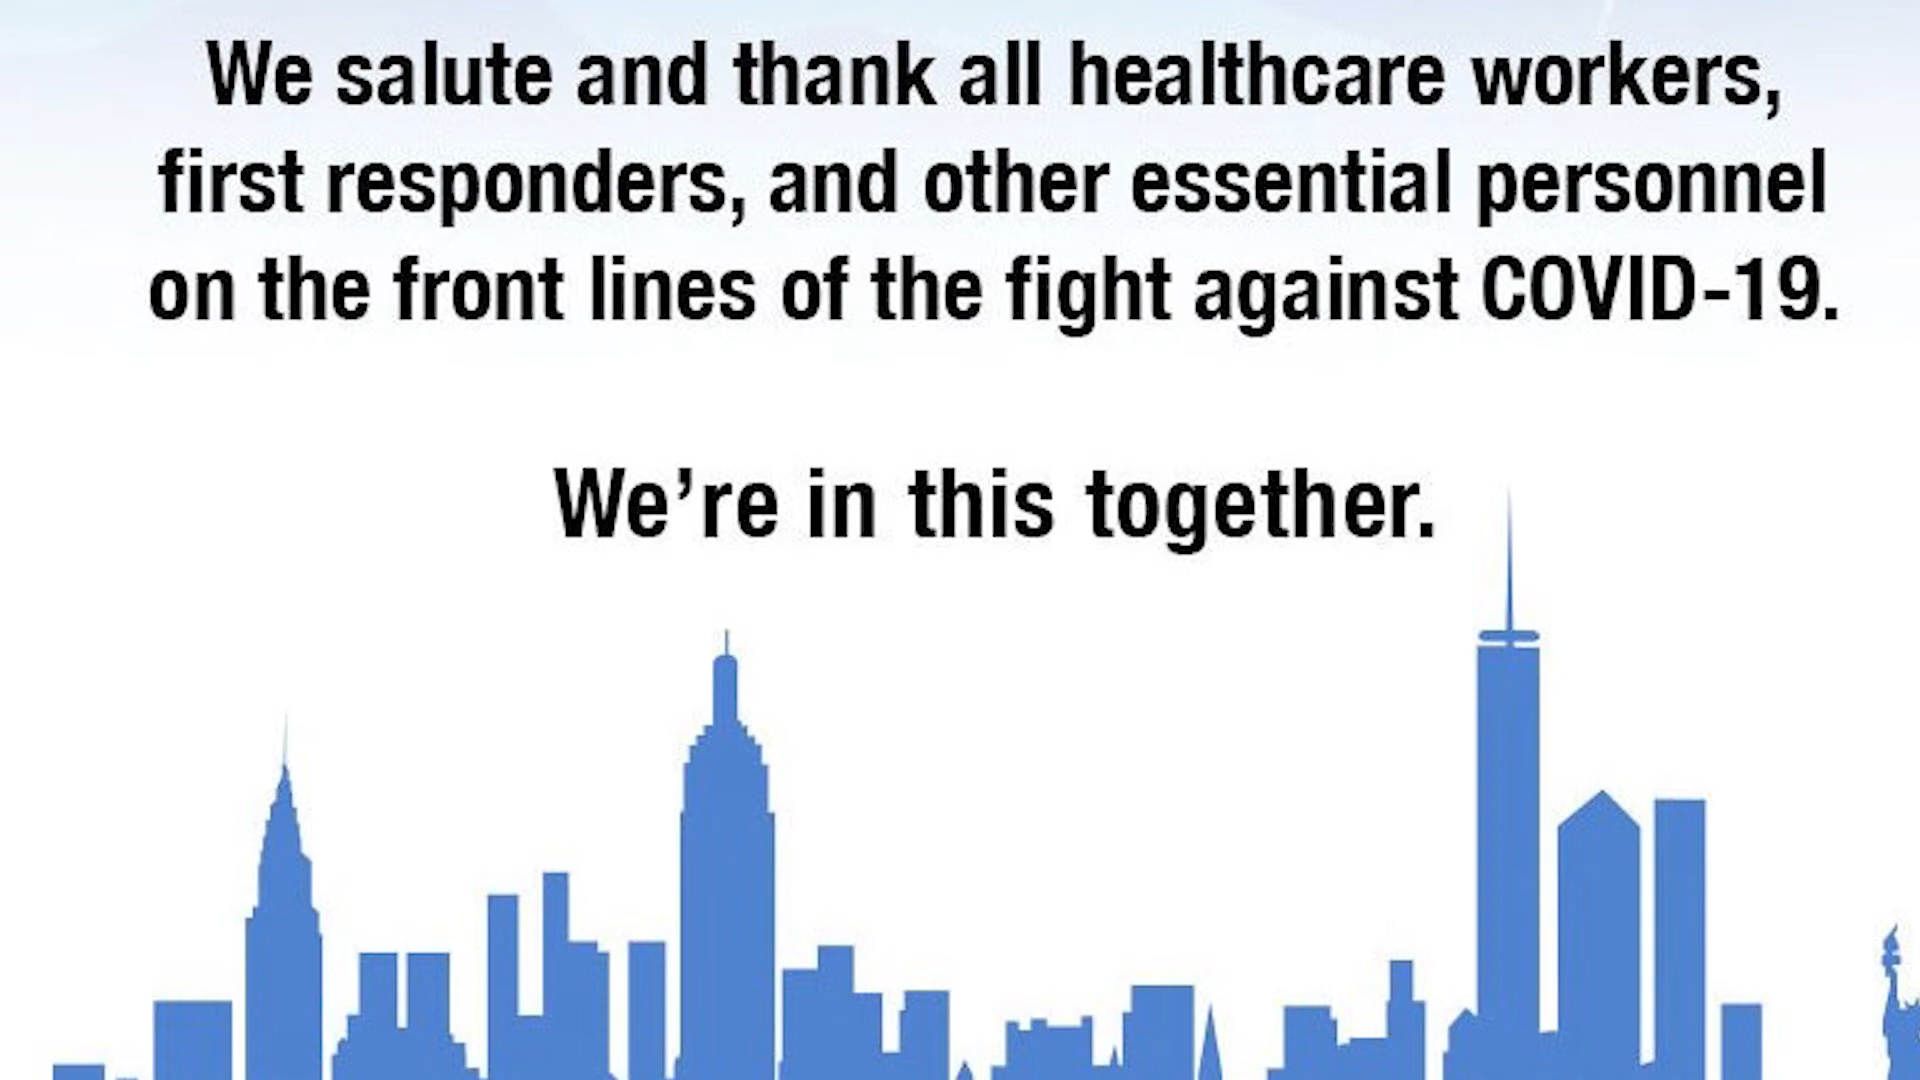 We salute and thank all healthcare workers,
first responders, and other essential personnel
on the front lines of the fight against COVID-19.
We’re in this together.